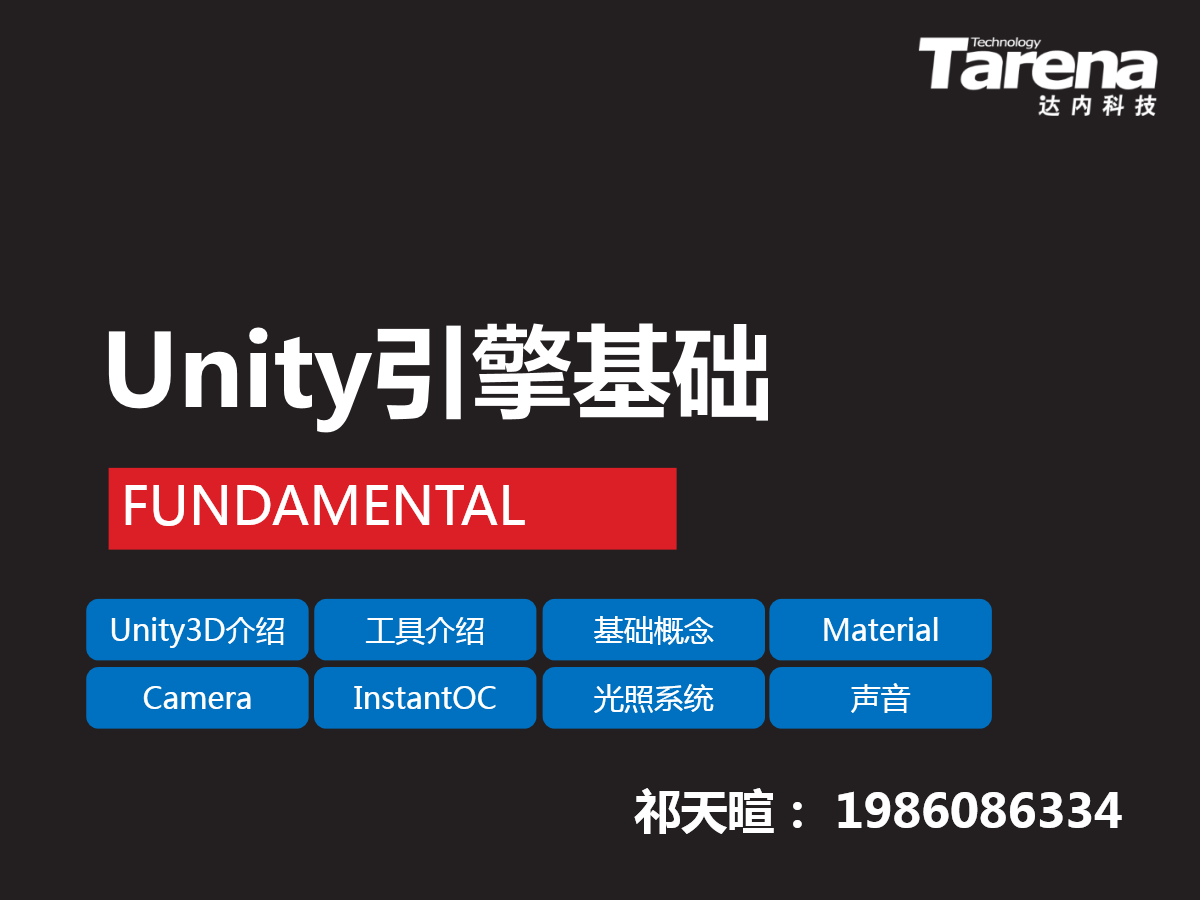 Technology
Tarena
达内科技
Unity引擎基础
FUNDAMENTAL
Unity3D介绍 工具介绍 基础概念 Material
Camera InstantOC 光照系统 声音
祁天暄： 1986086334